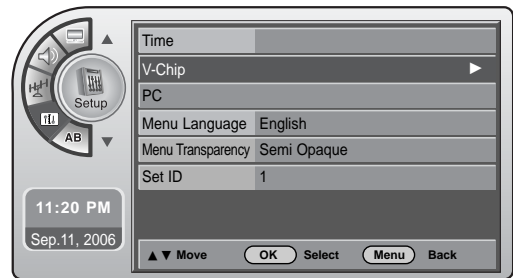 Setup
AB
11:20 PM
Sep.11, 2006
Time
V-Chip
PC
Menu Language English
Menu Transparency Semi Opaque
Set ID 1
▲ ▼ Move OK Select Menu Back